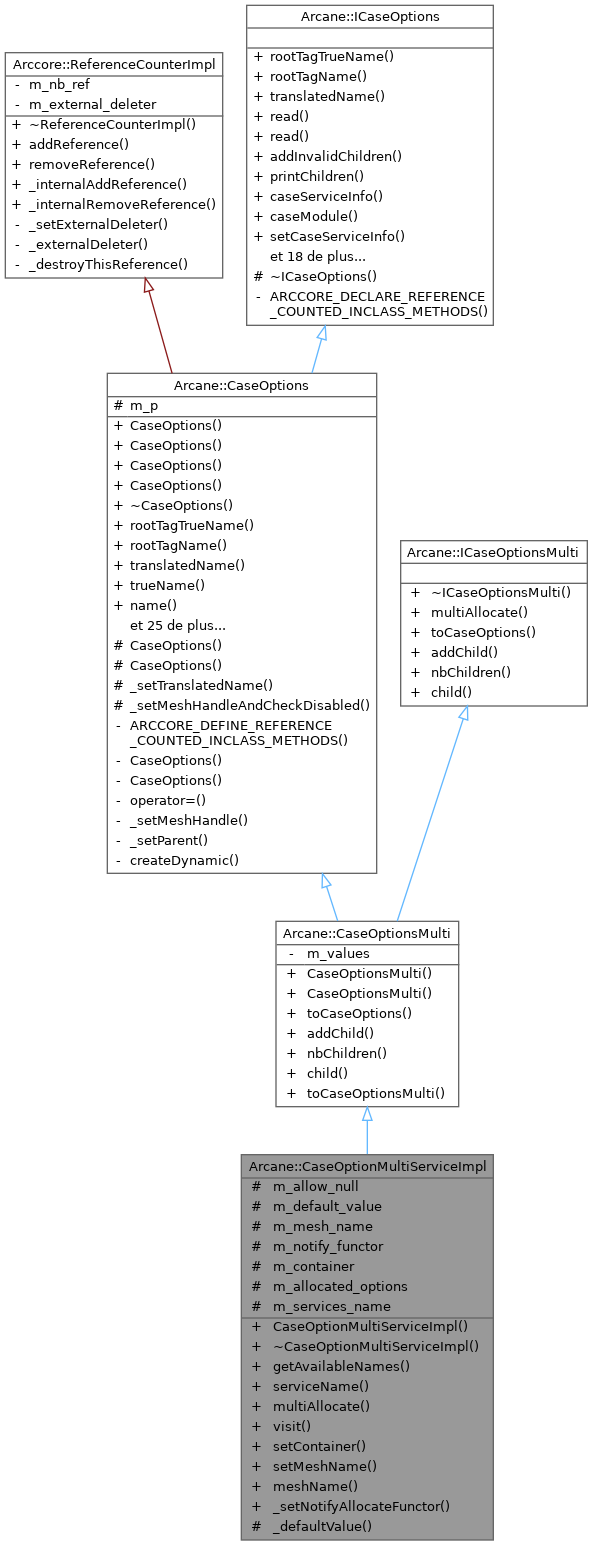 Arcane::ICaseOptions
+ rootTagTrueName()
+ rootTagName()
+ translatedName()
+ read()
+ read()
+ addInvalidChildren()
+ printChildren()
+ caseServiceInfo()
+ caseModule()
+ setCaseServiceInfo()
et 18 de plus...
# ~ICaseOptions()
- ARCCORE_DECLARE_REFERENCE
_COUNTED_INCLASS_METHODS()
Arccore::ReferenceCounterImpl
- m_nb_ref
- m_external_deleter
+ ~ReferenceCounterImpl()
+ addReference()
+ removeReference()
+ _internalAddReference()
+ _internalRemoveReference()
- _setExternalDeleter()
- _externalDeleter()
- _destroyThisReference()
Arcane::CaseOptions
# m_p
+ CaseOptions()
+ CaseOptions()
+ CaseOptions()
+ CaseOptions()
+ ~CaseOptions()
+ rootTagTrueName()
+ rootTagName()
+ translatedName()
+ trueName()
+ name()
et 25 de plus...
# CaseOptions()
# CaseOptions()
# _setTranslatedName()
# _setMeshHandleAndCheckDisabled()
- ARCCORE_DEFINE_REFERENCE
_COUNTED_INCLASS_METHODS()
- CaseOptions()
- CaseOptions()
- operator=()
- _setMeshHandle()
- _setParent()
- createDynamic()
Arcane::ICaseOptionsMulti
+ ~ICaseOptionsMulti()
+ multiAllocate()
+ toCaseOptions()
+ addChild()
+ nbChildren()
+ child()
Arcane::CaseOptionsMulti
- m_values
+ CaseOptionsMulti()
+ CaseOptionsMulti()
+ toCaseOptions()
+ addChild()
+ nbChildren()
+ child()
+ toCaseOptionsMulti()
Arcane::CaseOptionMultiServiceImpl
# m_allow_null
# m_default_value
# m_mesh_name
# m_notify_functor
# m_container
# m_allocated_options
# m_services_name
+ CaseOptionMultiServiceImpl()
+ ~CaseOptionMultiServiceImpl()
+ getAvailableNames()
+ serviceName()
+ multiAllocate()
+ visit()
+ setContainer()
+ setMeshName()
+ meshName()
+ _setNotifyAllocateFunctor()
# _defaultValue()